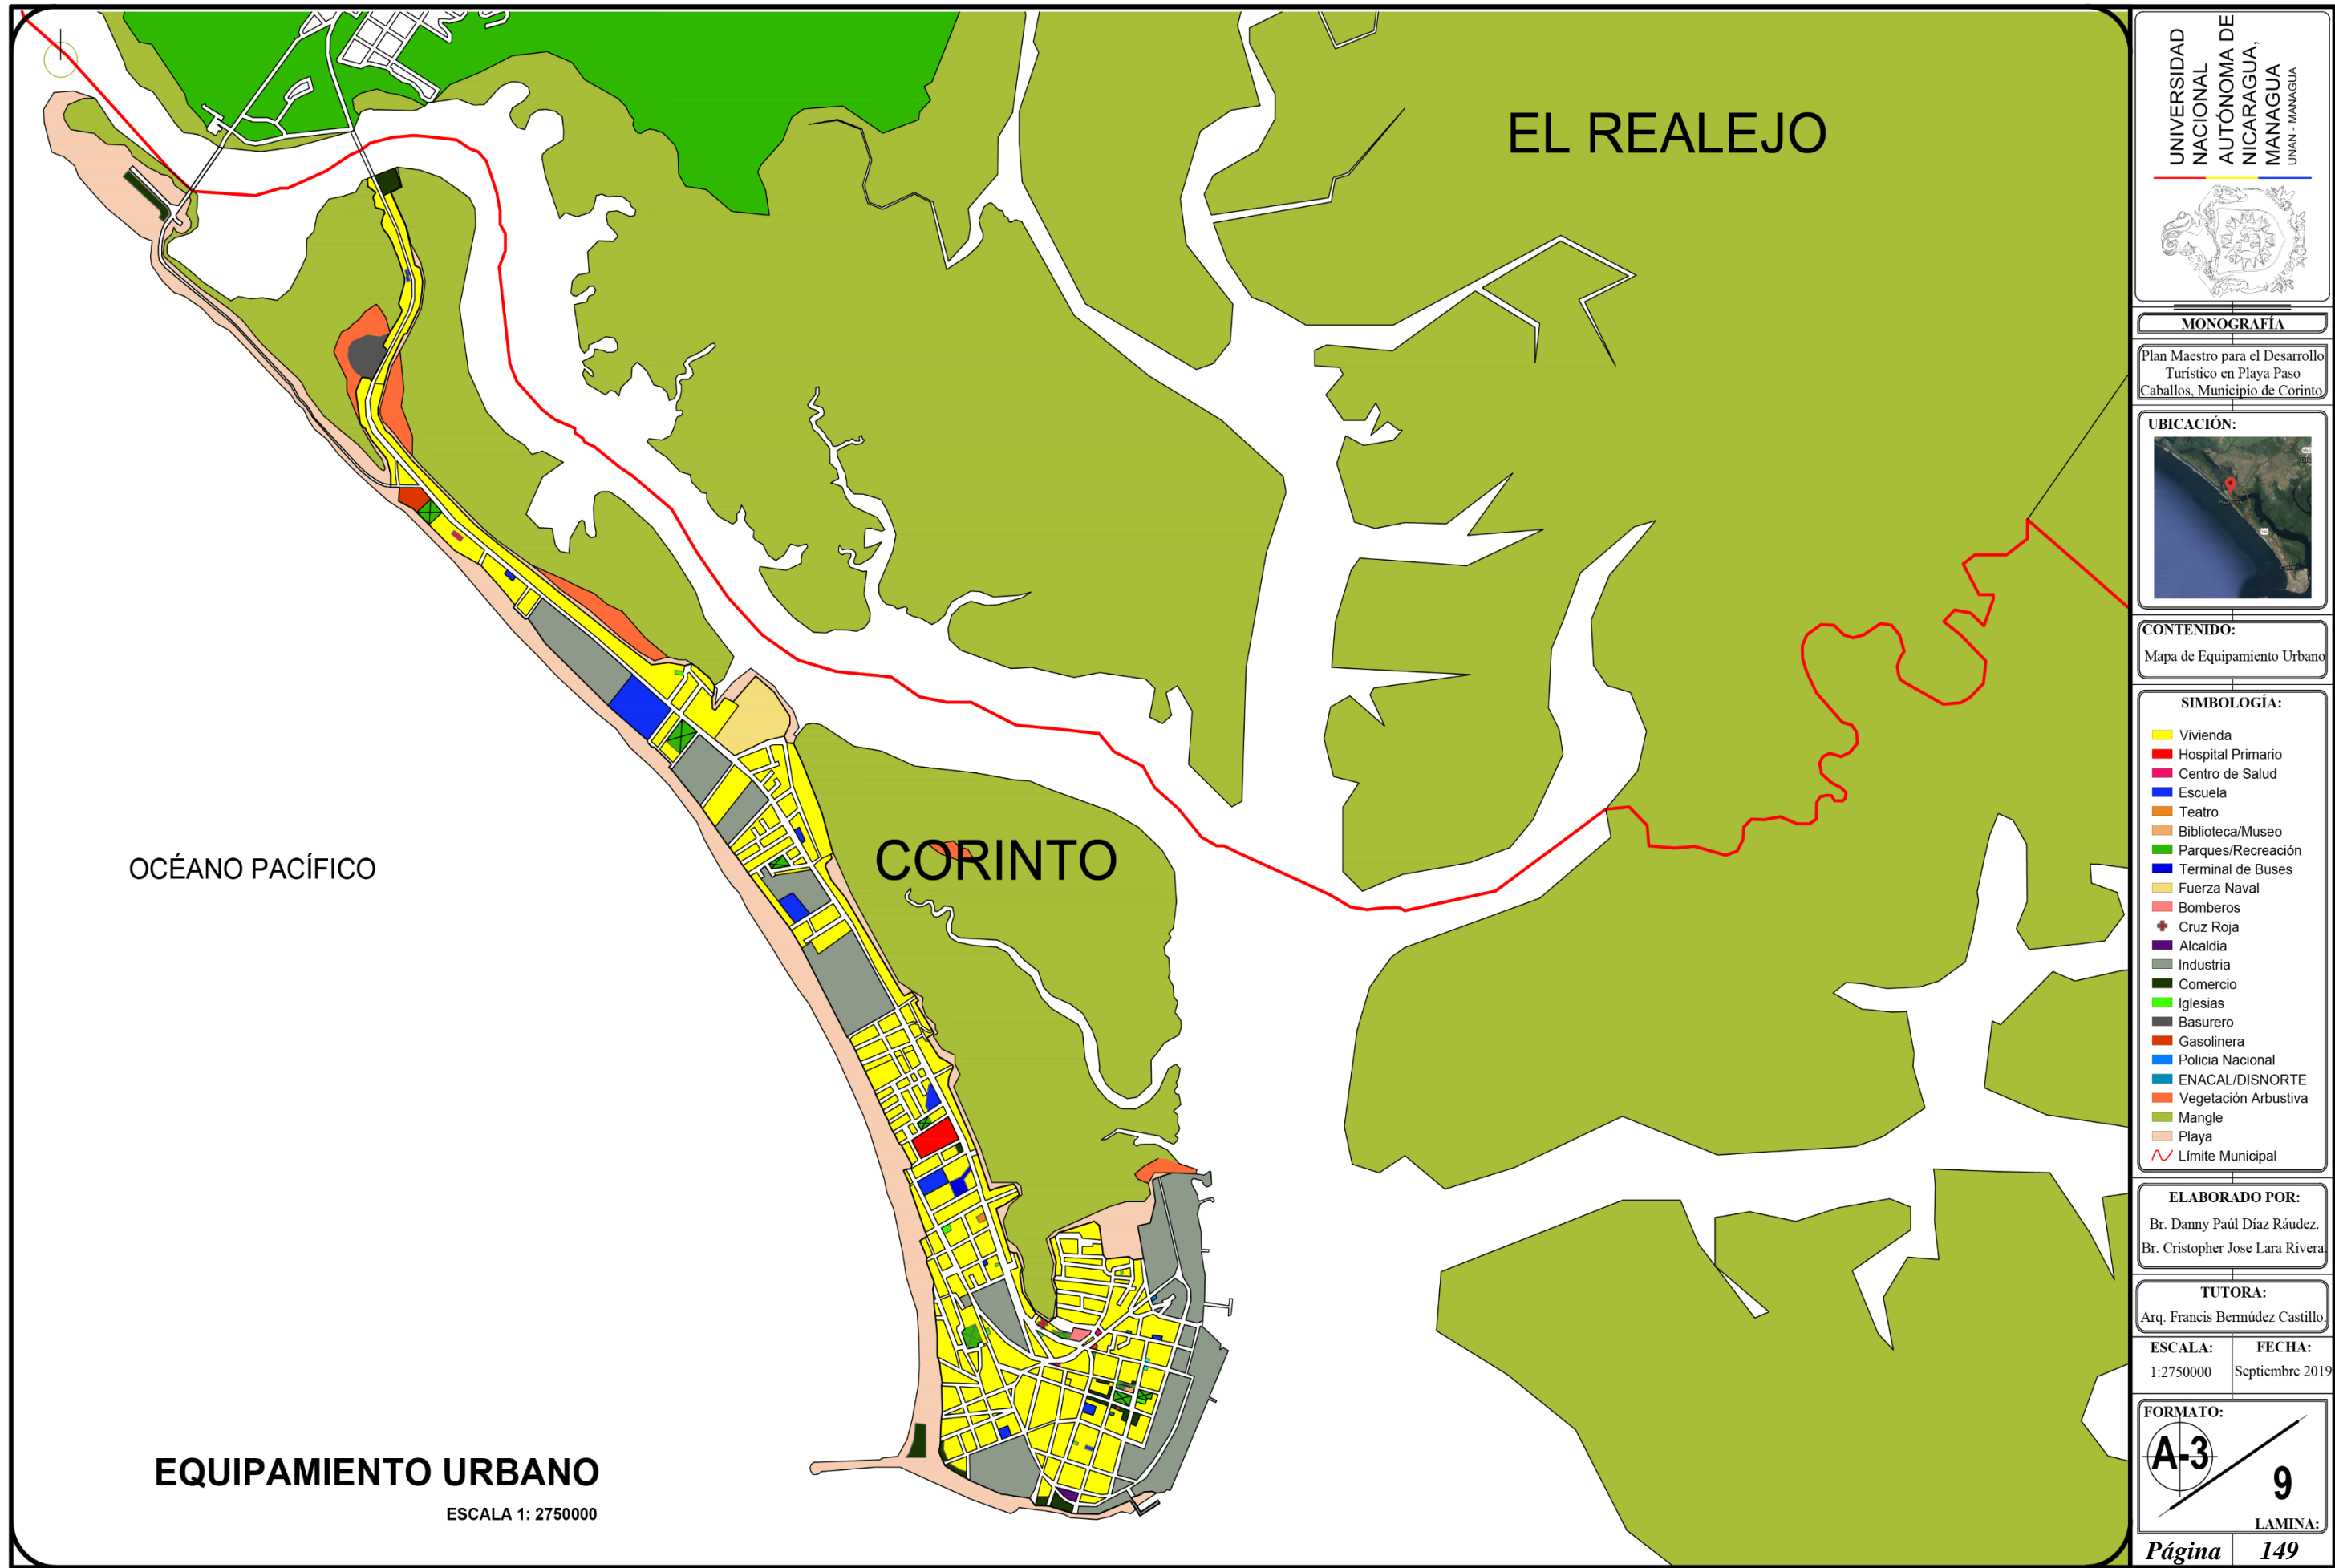 EL REALEJO
CORINTO
OCÉANO PACÍFICO
EQUIPAMIENTO URBANO
ESCALA 1: 2750000
UNIVERSIDAD
NACIONAL
AUTÓNOMA DE
NICARAGUA,
MANAGUA
UNAN - MANAGUA
MONOGRAFÍA
Plan Maestro para el Desarrollo
Turístico en Playa Paso
Caballos, Municipio de Corinto
UBICACIÓN:
CONTENIDO:
Mapa de Equipamiento Urbano
SIMBOLOGÍA:
Vivienda
Hospital Primario
Centro de Salud
Escuela
Teatro
Biblioteca/Museo
Parques/Recreación
Terminal de Buses
Fuerza Naval
Bomberos
Cruz Roja
Alcaldia
Industria
Comercio
Iglesias
Basurero
Gasolinera
Policia Nacional
ENACAL/DISNORTE
Vegetación Arbustiva
Mangle
Playa
Límite Municipal
ELABORADO POR:
Br. Danny Paúl Díaz Ráudez.
Br. Cristopher Jose Lara Rivera.
TUTORA:
Arq. Francis Bermúdez Castillo.
ESCALA:
1:2750000
FECHA:
Septiembre 2019
FORMATO:
A-3
9
LAMINA:
Página 149